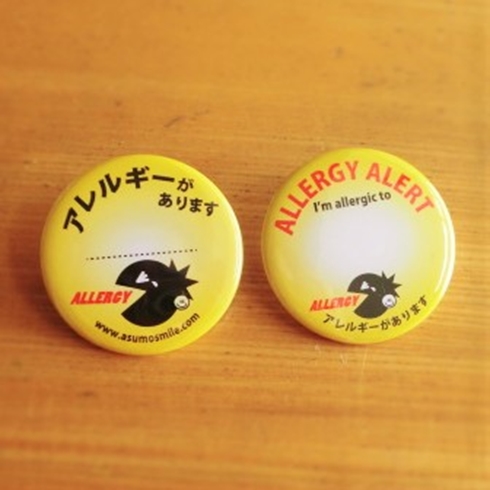 アレルギーが
あります
ALLERGY
www.asumosmile.com
ALLERGY ALERT
I'm allergic to
ALLERGY
アレルギーがあります